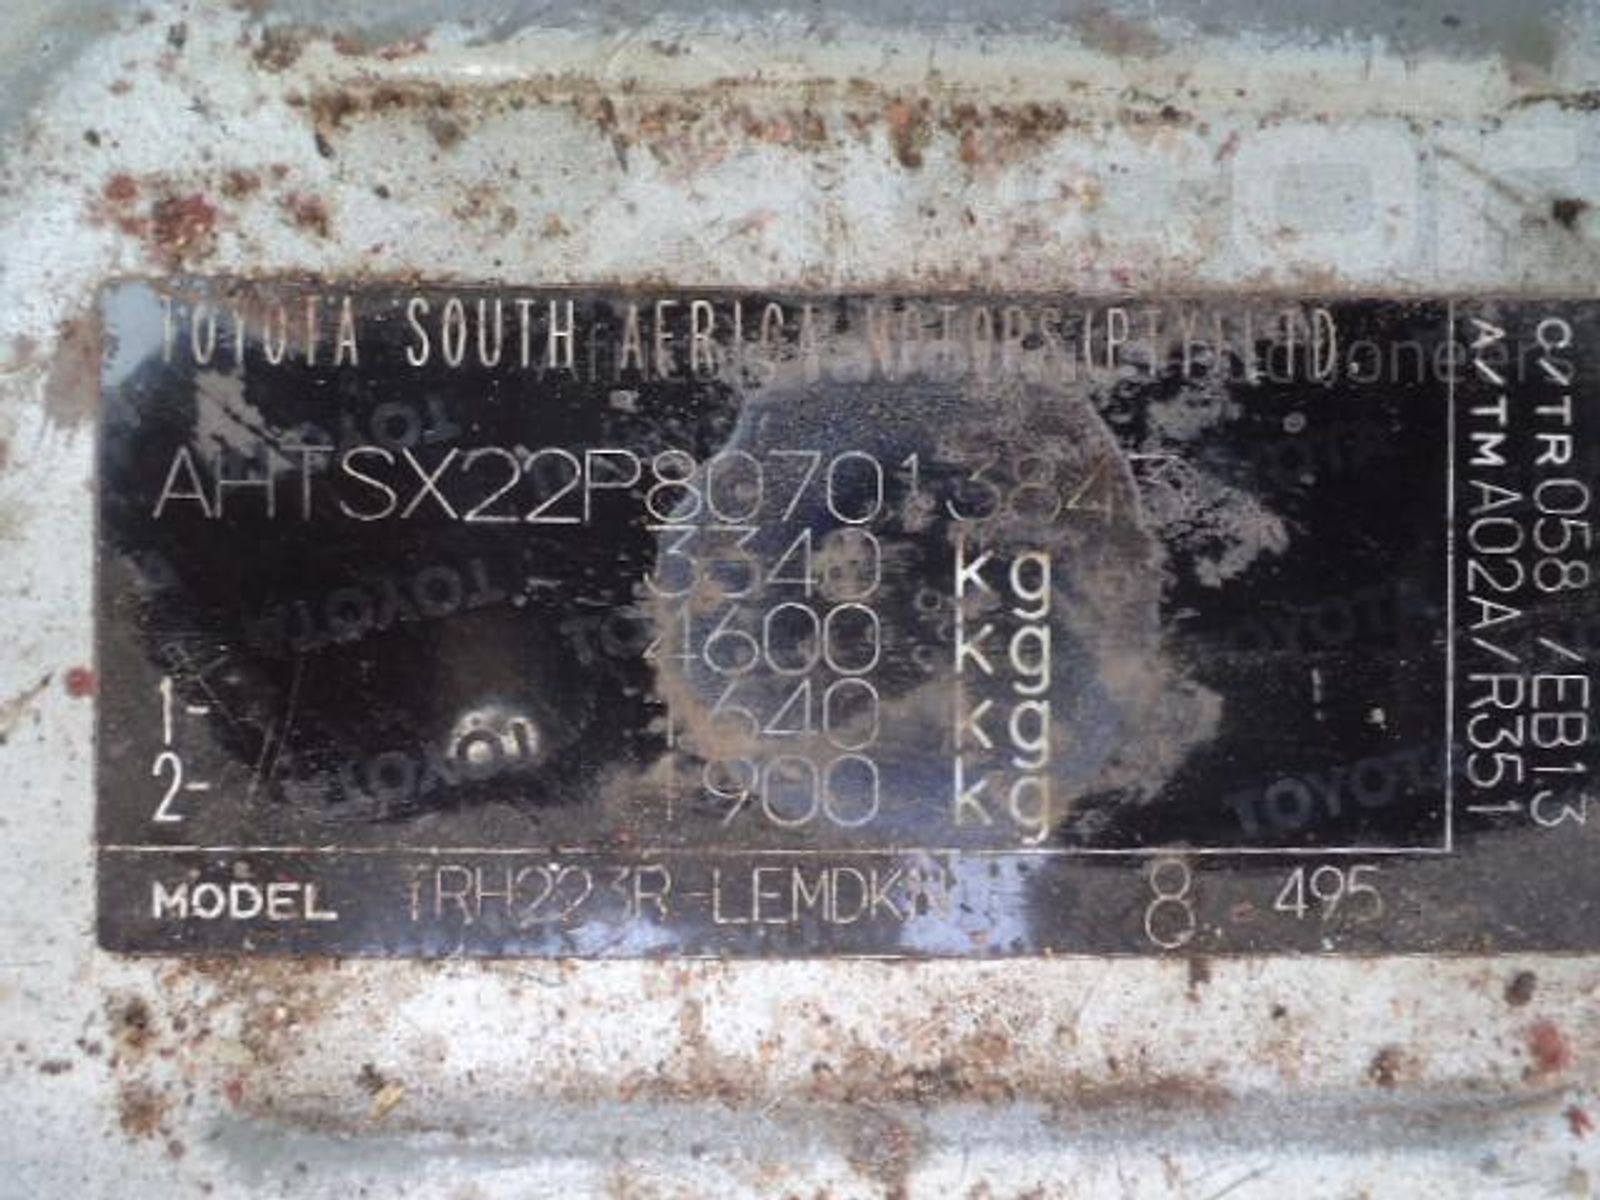 TOYOTA SOUTH AFRICA MOTORS (PTY) LTD.
AHTSX22P807013847
3340 kg
4600 kg
1- 1640 kg
2- 1900 kg
MODEL TRH223R-LEMDKN 8 495
C/TR 058 /EB13
A/TM A02A/R351